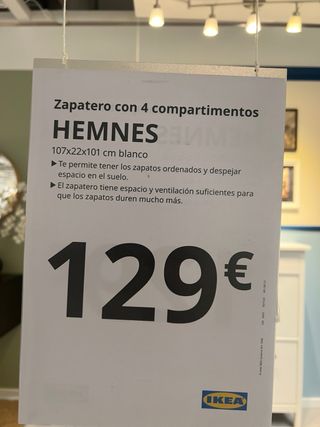 Zapatero con 4 compartimentos
HEMNES
107x22x101 cm blanco
▶ Te permite tener los zapatos ordenados y despejar
espacio en el suelo.
▶ El zapatero tiene espacio y ventilación suficientes para
que los zapatos duren mucho más.
129€
IKEA